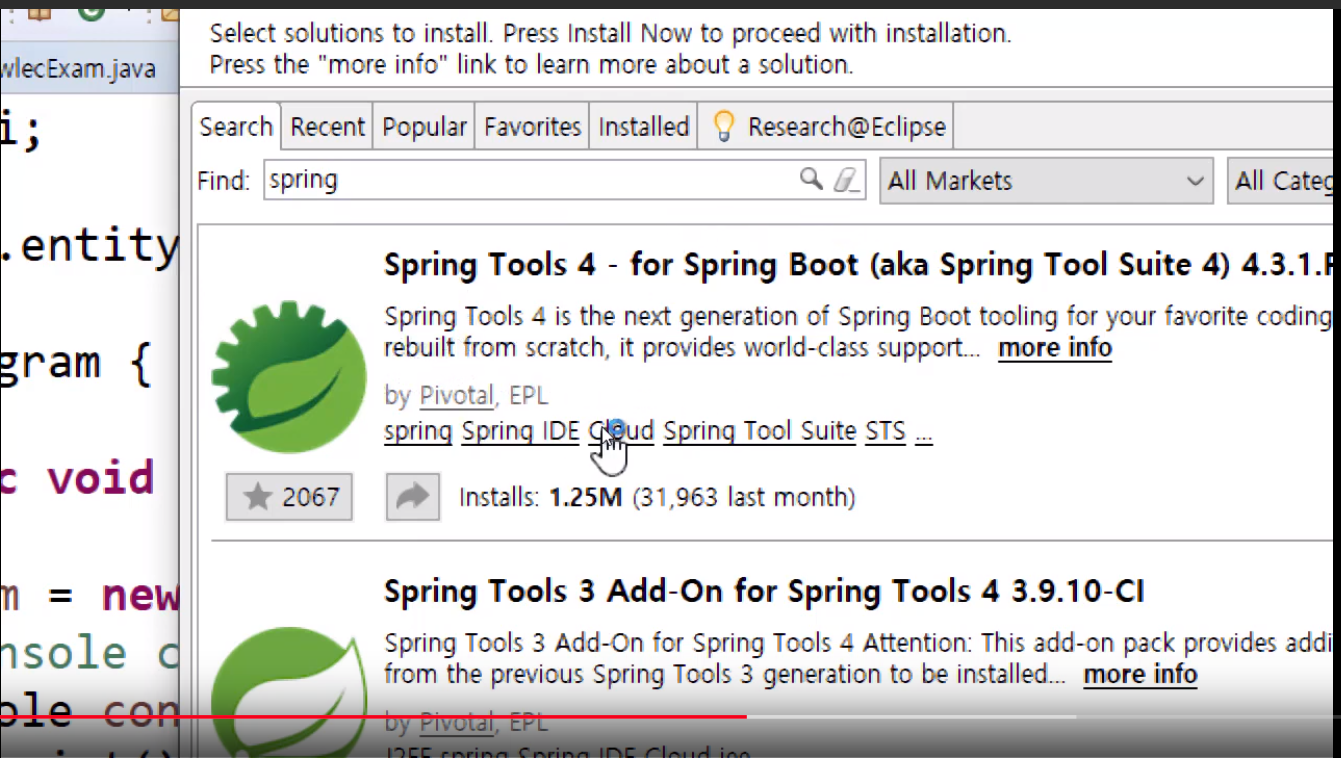 Select solutions to install. Press Install Now to proceed with installation.
Press the "more info" link to learn more about a solution.
wlecExam.java
Search Recent Popular Favorites Installed Research@Eclipse
Find: spring All Markets All Categ
i;
.entity
gram {
c void
m = new
nsole c
ole con
Spring Tools 4 - for Spring Boot (aka Spring Tool Suite 4) 4.3.1.F
Spring Tools 4 is the next generation of Spring Boot tooling for your favorite coding
rebuilt from scratch, it provides world-class support... more info
by Pivotal, EPL
spring Spring IDE Cloud Spring Tool Suite STS ...
2067 Installs: 1.25M (31,963 last month)
Spring Tools 3 Add-On for Spring Tools 4 3.9.10-CI
Spring Tools 3 Add-On for Spring Tools 4 Attention: This add-on pack provides addi
from the previous Spring Tools 3 generation to be installed... more info
by Pivotal, EPL
J2EE spring Spring IDE Cloud jee